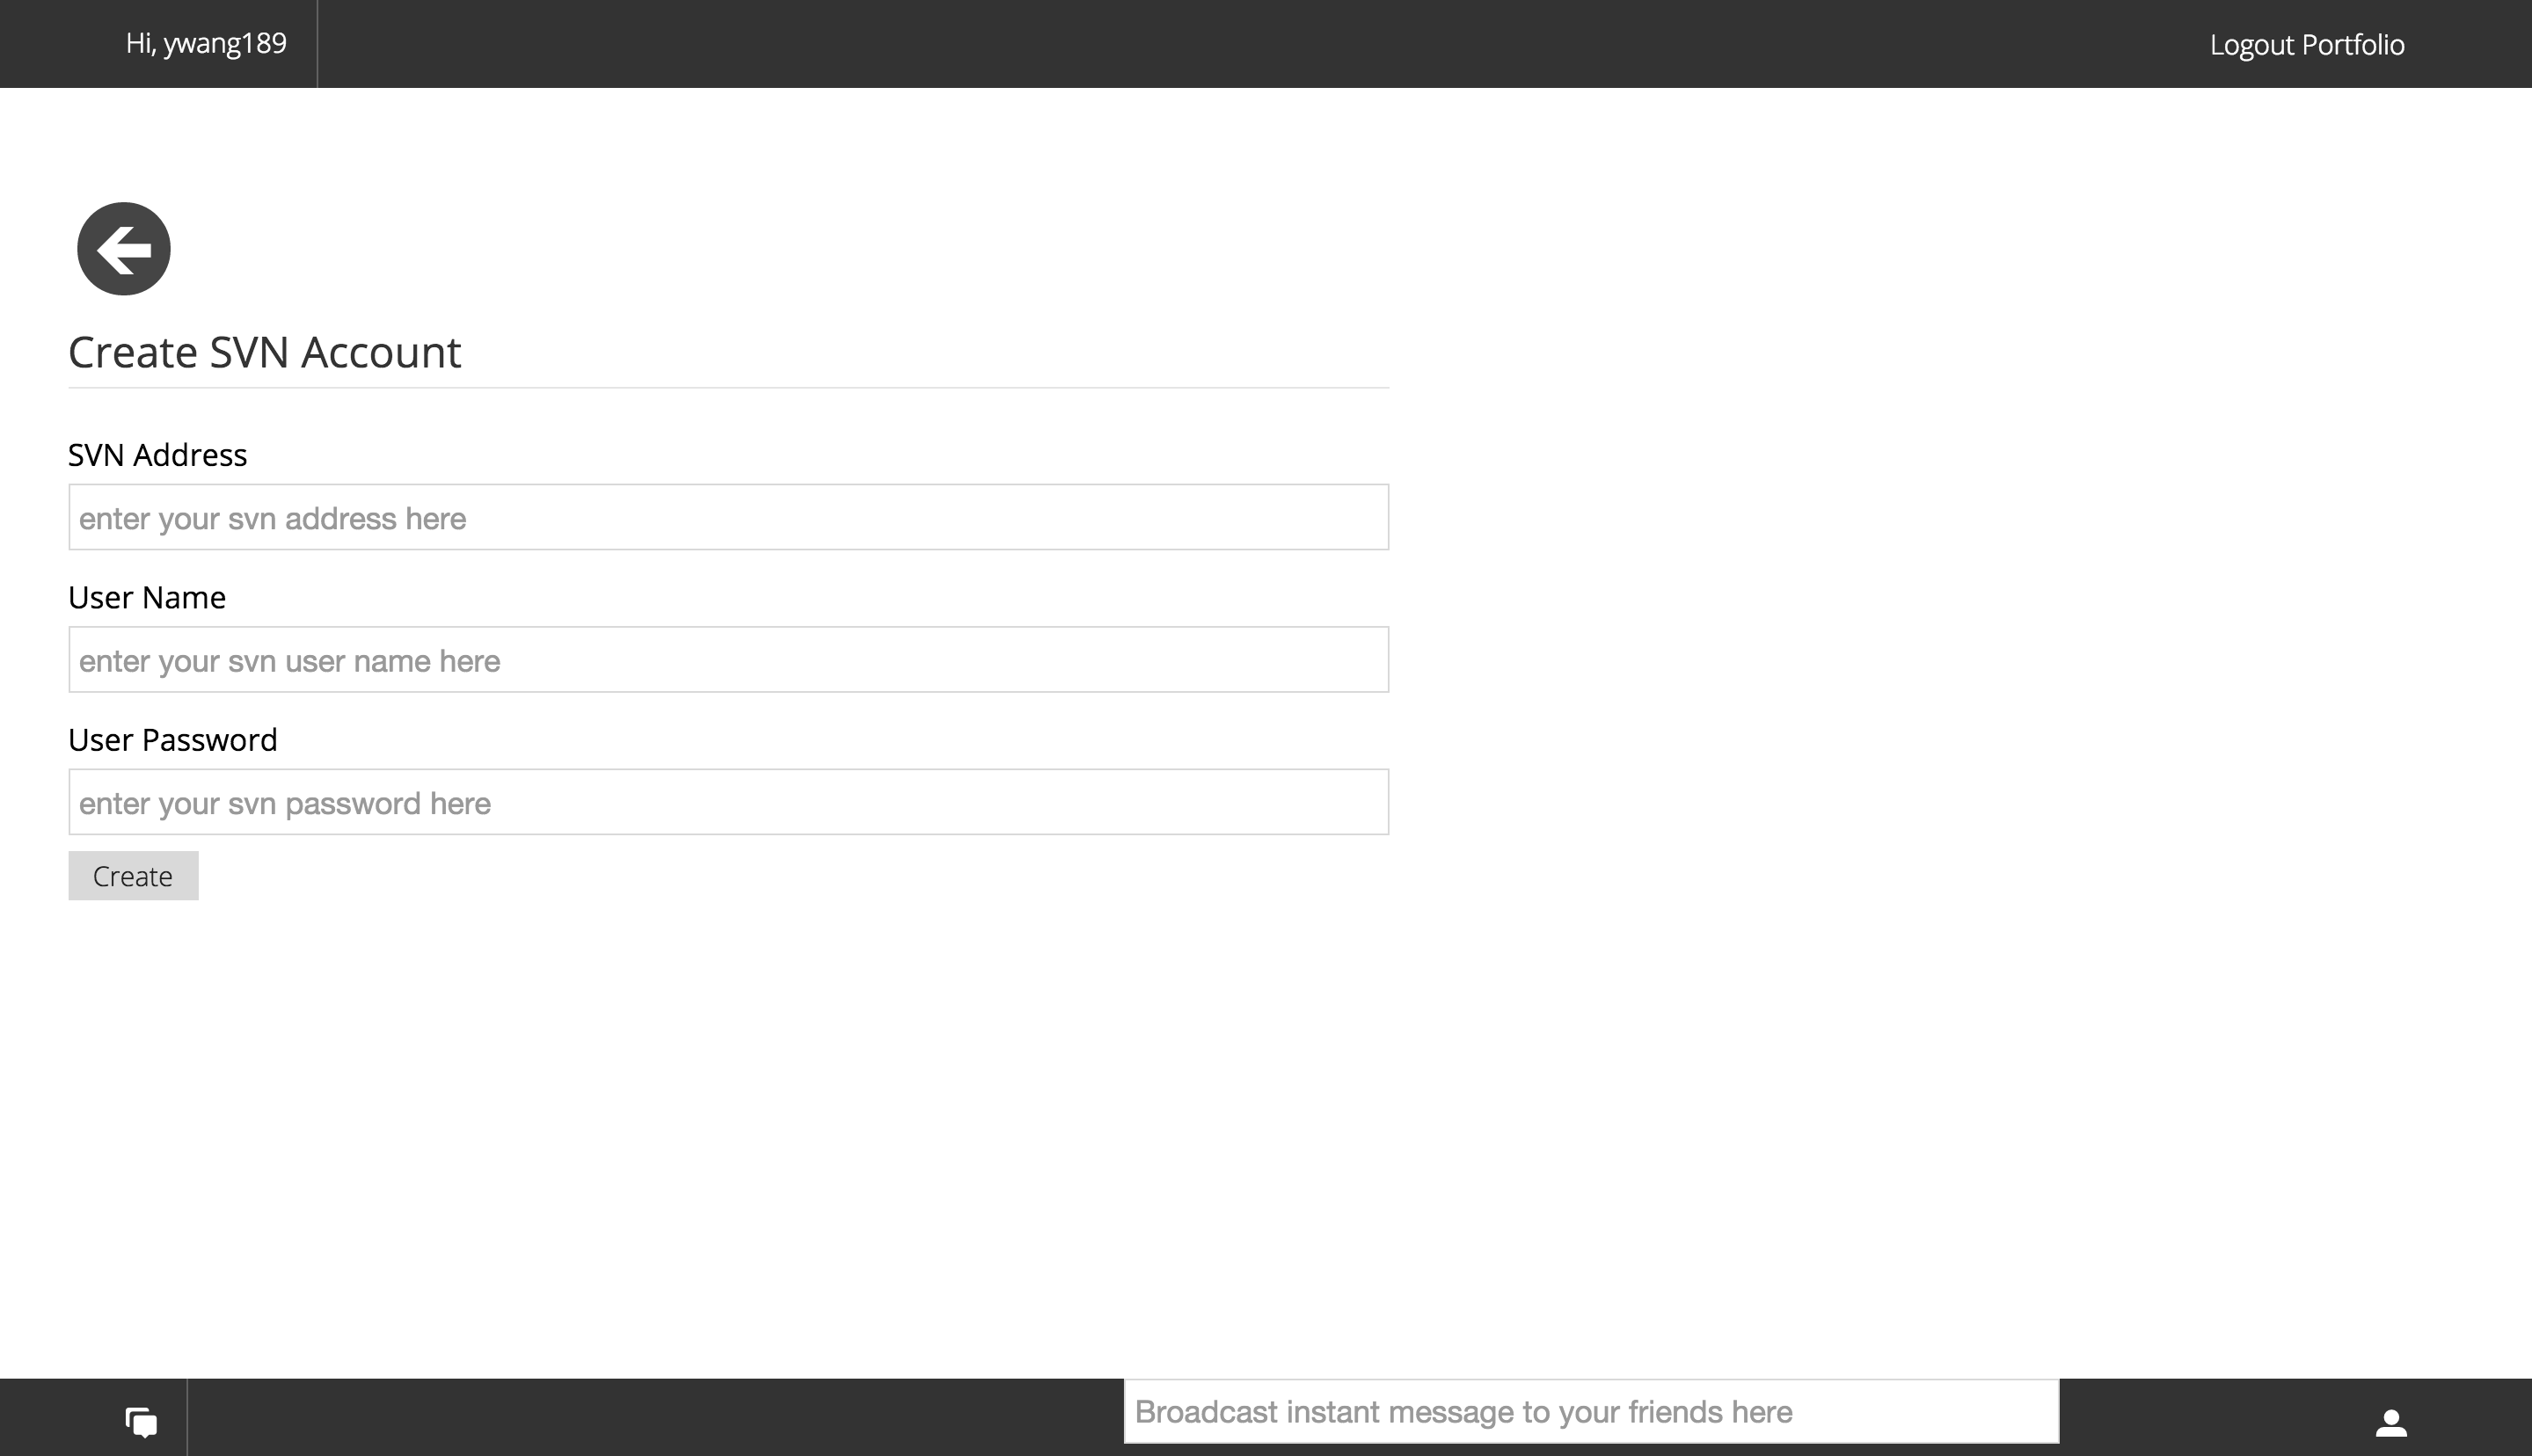 Hi, ywang189
Logout Portfolio
Create SVN Account
SVN Address
enter your svn address here
User Name
enter your svn user name here
User Password
enter your svn password here
Create
Broadcast instant message to your friends here